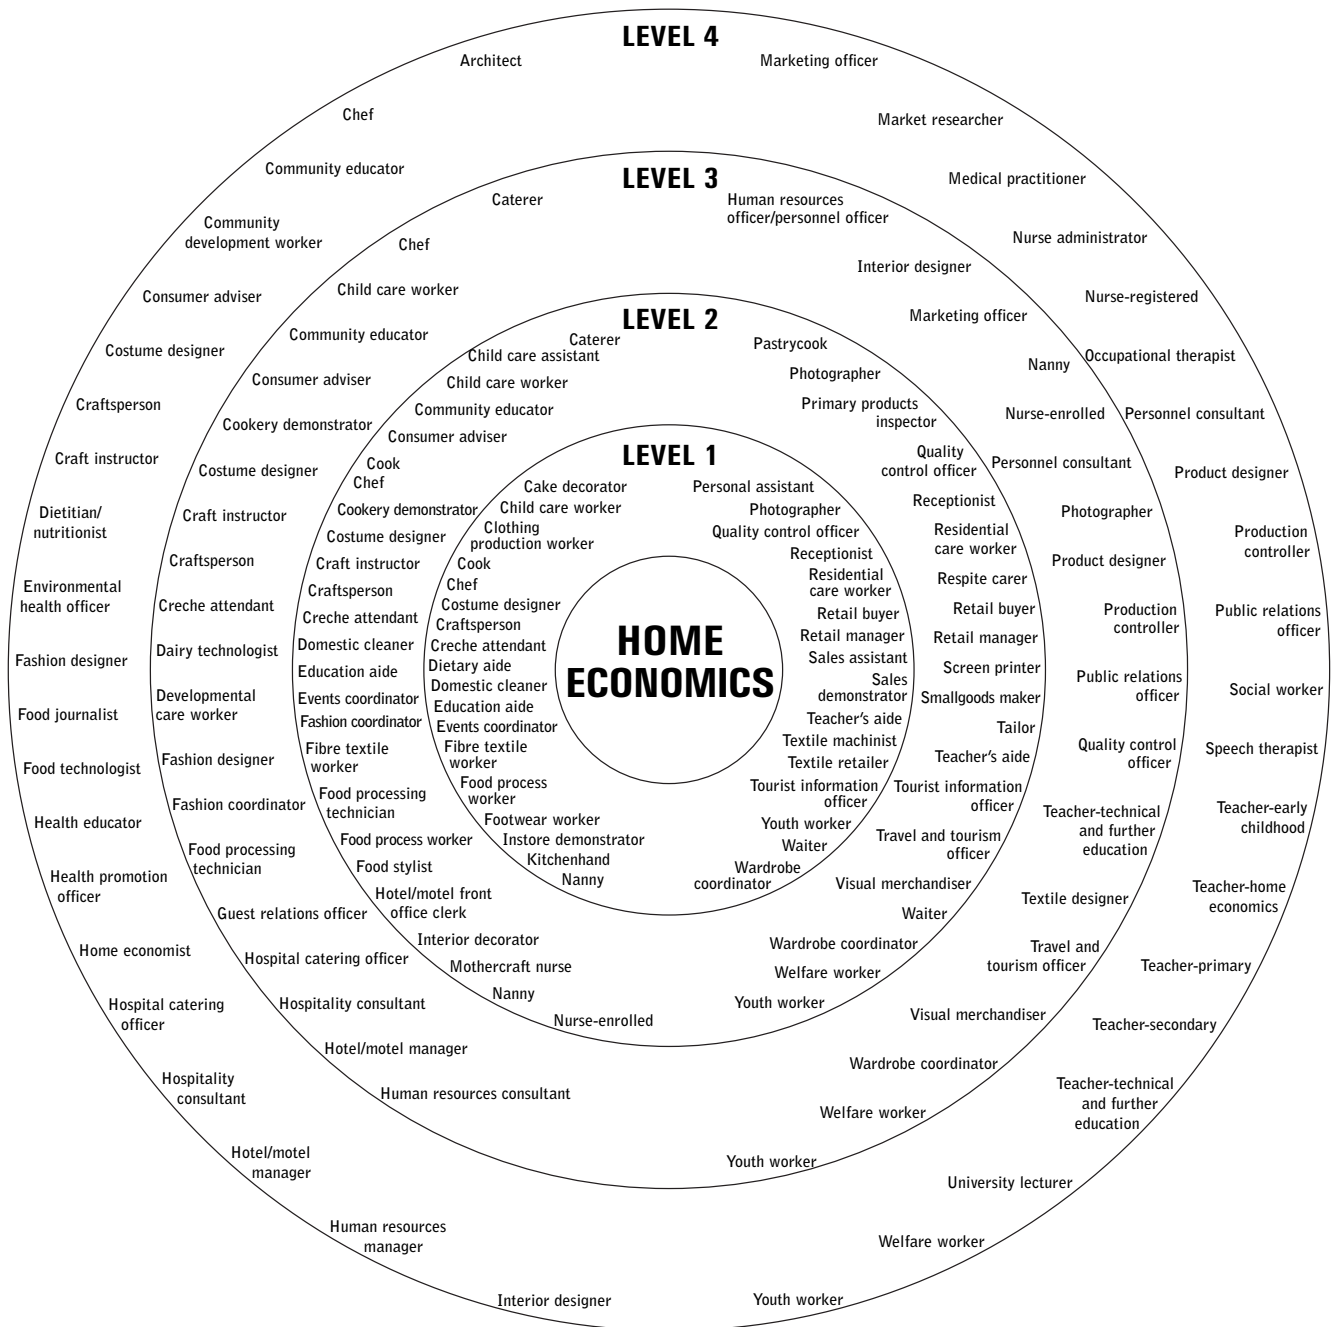 LEVEL 4
Architect
Chef
Community educator
Community
development worker
Consumer adviser
Costume designer
Craftsperson
Craft instructor
Dietitian/
nutritionist
Environmental
health officer
Fashion designer
Food journalist
Food technologist
Health educator
Health promotion
officer
Home economist
Hospital catering
officer
Hospitality
consultant
Hotel/motel
manager
Human resources
manager
Interior designer
Marketing officer
Market researcher
Medical practitioner
Nurse administrator
Nurse-registered
Occupational therapist
Personnel consultant
Product designer
Production
controller
Public relations
officer
Social worker
Speech therapist
Teacher-early
childhood
Teacher-home
economics
Teacher-primary
Teacher-secondary
Teacher-technical
and further
education
University lecturer
Welfare worker
Youth worker
LEVEL 3
Caterer
Chef
Child care worker
Community educator
Consumer adviser
Cookery demonstrator
Costume designer
Craft instructor
Craftsperson
Creche attendant
Dairy technologist
Developmental
care worker
Fashion designer
Fashion coordinator
Food processing
technician
Guest relations officer
Hospital catering officer
Hospitality consultant
Hotel/motel manager
Human resources consultant
Human resources
officer/personnel officer
Interior designer
Marketing officer
Nanny
Nurse-enrolled
Personnel consultant
Photographer
Product designer
Production
controller
Public relations
officer
Quality control
officer
Teacher-technical
and further
education
Textile designer
Travel and
tourism officer
Visual merchandiser
Wardrobe coordinator
Welfare worker
Youth worker
LEVEL 2
Caterer
Child care assistant
Child care worker
Community educator
Consumer adviser
Cook
Chef
Cookery demonstrator
Costume designer
Craft instructor
Craftsperson
Creche attendant
Domestic cleaner
Education aide
Events coordinator
Fashion coordinator
Fibre textile
worker
Food processing
technician
Food process worker
Food stylist
Hotel/motel front
office clerk
Interior decorator
Mothercraft nurse
Nanny
Nurse-enrolled
Pastrycook
Photographer
Primary products
inspector
Quality
control officer
Receptionist
Residential
care worker
Respite carer
Retail buyer
Retail manager
Screen printer
Smallgoods maker
Tailor
Teacher's aide
Tourist information
officer
Travel and tourism
officer
Visual merchandiser
Waiter
Wardrobe coordinator
Welfare worker
Youth worker
LEVEL 1
Cake decorator
Child care worker
Clothing
production worker
Cook
Chef
Costume designer
Craftsperson
Creche attendant
Dietary aide
Domestic cleaner
Education aide
Events coordinator
Fibre textile
worker
Food process
worker
Footwear worker
Instore demonstrator
Kitchenhand
Nanny
Personal assistant
Photographer
Quality control officer
Receptionist
Residential
care worker
Retail buyer
Retail manager
Sales assistant
Sales
demonstrator
Teacher's aide
Textile machinist
Textile retailer
Tourist information
officer
Youth worker
Waiter
Wardrobe
coordinator
HOME
ECONOMICS